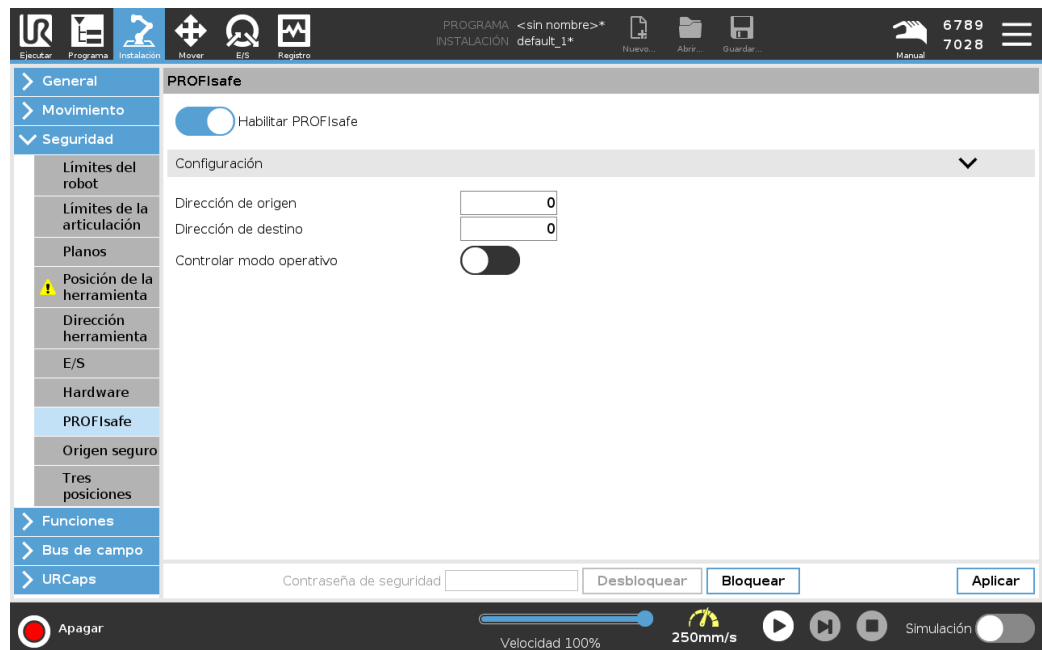 UR
Ejecutar
Programa
Instalación
Mover
E/S
Registro
PROGRAMA <sin nombre>*
INSTALACIÓN default_1*
Nuevo...
Abrir...
Guardar...
Manual
6789
7028
General
Movimiento
Seguridad
Límites del
robot
Límites de la
articulación
Planos
Posición de la
herramienta
Dirección
herramienta
E/S
Hardware
PROFIsafe
Origen seguro
Tres
posiciones
Funciones
Bus de campo
URCaps
PROFIsafe
Habilitar PROFIsafe
Configuración
Dirección de origen 0
Dirección de destino 0
Controlar modo operativo
Contraseña de seguridad Desbloquear Bloquear Aplicar
Apagar
Velocidad 100%
250mm/s
Simulación